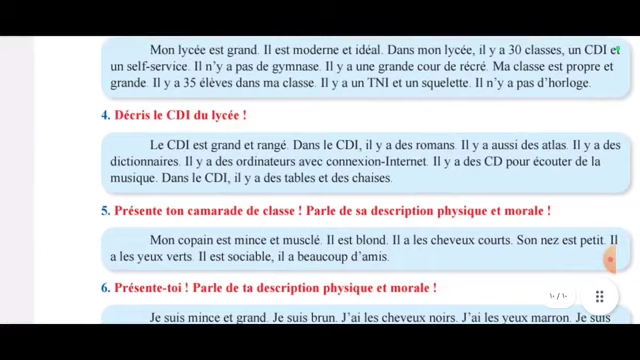 Mon lycée est grand. Il est moderne et idéal. Dans mon lycée, il y a 30 classes, un CDI et
un self-service. Il n'y a pas de gymnase. Il y a une grande cour de récré. Ma classe est propre et
grande. Il y a 35 élèves dans ma classe. Il y a un TNI et un squelette. Il n'y a pas d'horloge.
4. Décris le CDI du lycée !
Le CDI est grand et rangé. Dans le CDI, il y a des romans. Il y a aussi des atlas. Il y a des
dictionnaires. Il y a des ordinateurs avec connexion-Internet. Il y a des CD pour écouter de la
musique. Dans le CDI, il y a des tables et des chaises.
5. Présente ton camarade de classe ! Parle de sa description physique et morale !
Mon copain est mince et musclé. Il est blond. Il a les cheveux courts. Son nez est petit. Il
a les yeux verts. Il est sociable, il a beaucoup d'amis.
١٠/١٠
6. Présente-toi ! Parle de ta description physique et morale !
Je suis mince et grand. Je suis brun. J'ai les cheveux noirs. J'ai les yeux marron. Je suis